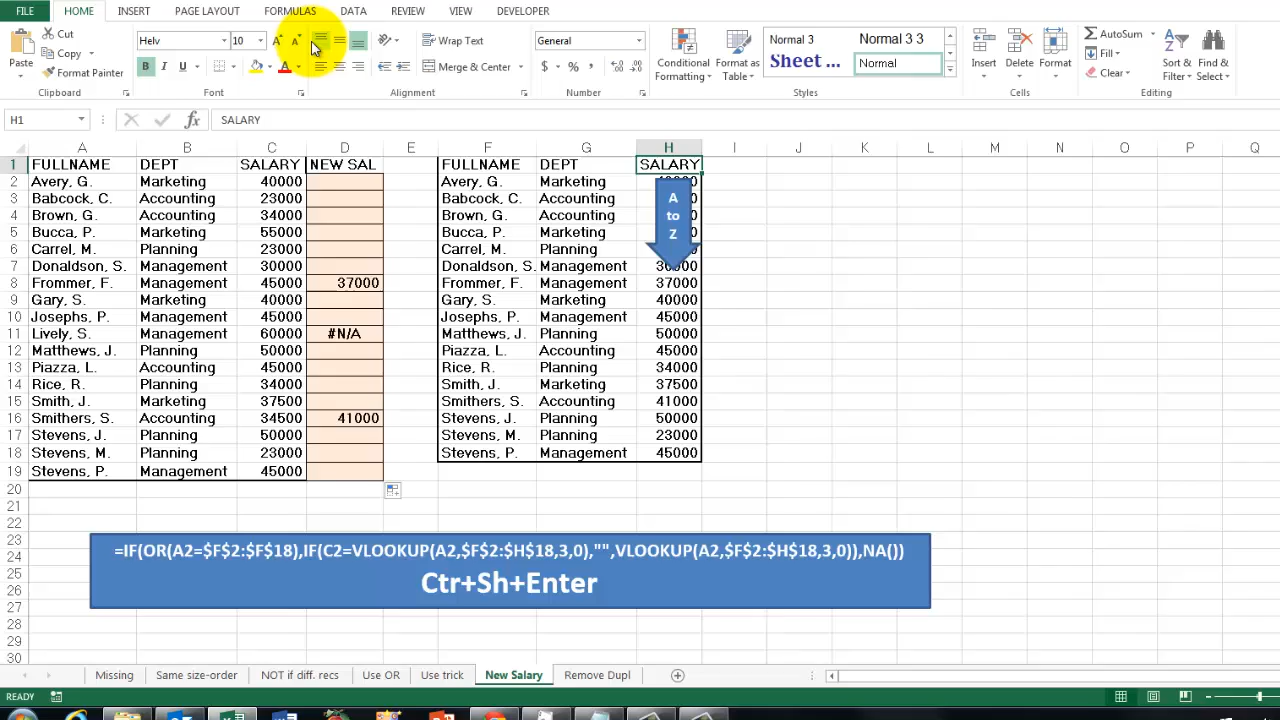 FILE HOME INSERT PAGE LAYOUT FORMULAS DATA REVIEW VIEW DEVELOPER
Cut
Copy
Format Painter
Paste
Helv 10
B I U
Wrap Text
Merge & Center
General
$ % ,
Conditional Formatting
Format as Table
Normal 3 Normal 3 3
Sheet ... Normal
Insert Delete Format
AutoSum
Fill
Clear
Sort & Filter
Find & Select
Clipboard Font Alignment Number Styles Cells Editing
H1 fx SALARY
A B C D E F G H I J K L M N O P Q
1 FULLNAME DEPT SALARY NEW SAL FULLNAME DEPT SALARY
2 Avery, G. Marketing 40000 Avery, G. Marketing
3 Babcock, C. Accounting 23000 Babcock, C. Accounting
4 Brown, G. Accounting 34000 Brown, G. Accounting
5 Bucca, P. Marketing 55000 Bucca, P. Marketing
6 Carrel, M. Planning 23000 Carrel, M. Planning
7 Donaldson, S. Management 30000 Donaldson, S. Management 30000
8 Frommer, F. Management 45000 37000 Frommer, F. Management 37000
9 Gary, S. Marketing 40000 Gary, S. Marketing 40000
10 Josephs, P. Management 45000 Josephs, P. Management 45000
11 Lively, S. Management 60000 #N/A Matthews, J. Planning 50000
12 Matthews, J. Planning 50000 Piazza, L. Accounting 45000
13 Piazza, L. Accounting 45000 Rice, R. Planning 34000
14 Rice, R. Planning 34000 Smith, J. Marketing 37500
15 Smith, J. Marketing 37500 Smithers, S. Accounting 41000
16 Smithers, S. Accounting 34500 41000 Stevens, J. Planning 50000
17 Stevens, J. Planning 50000 Stevens, M. Planning 23000
18 Stevens, M. Planning 23000 Stevens, P. Management 45000
19 Stevens, P. Management 45000
20
21
22
23
24
25
26
27
28
29
30
A
to
Z
=IF(OR(A2=$F$2:$F$18),IF(C2=VLOOKUP(A2,$F$2:$H$18,3,0),"",VLOOKUP(A2,$F$2:$H$18,3,0)),NA())
Ctr+Sh+Enter
Missing Same size-order NOT if diff. recs Use OR Use trick New Salary Remove Dupl
READY